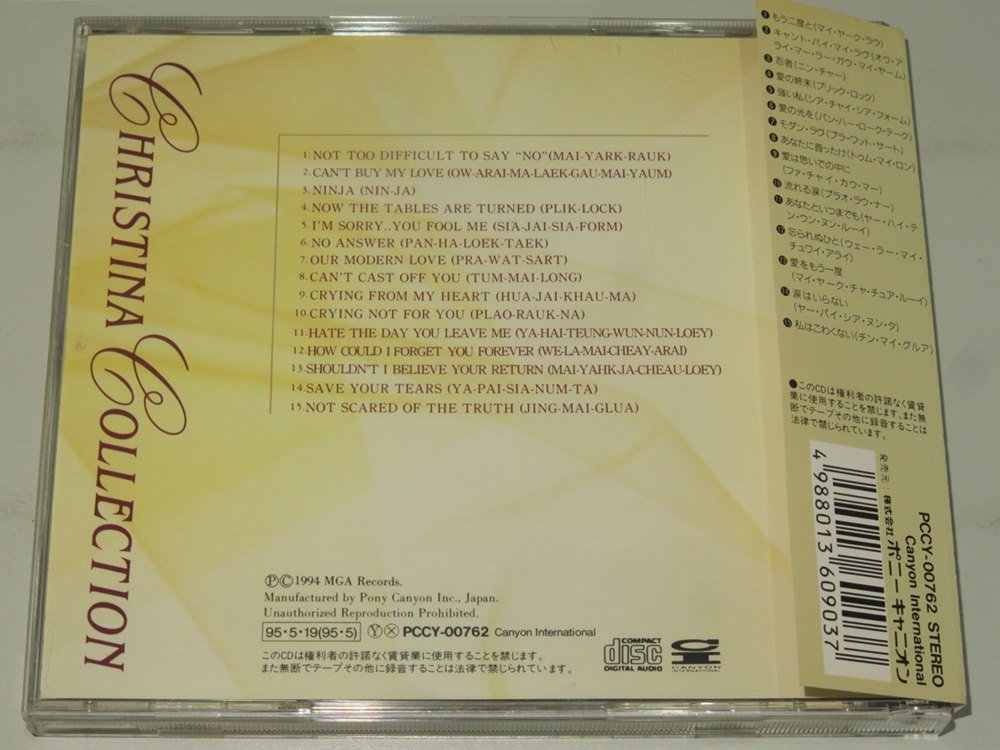 CHRISTINA COLLECTION
1. NOT TOO DIFFICULT TO SAY “NO”(MAI-YARK-RAUK)
2. CAN'T BUY MY LOVE (OW-ARAI-MA-LAEK-GAU-MAI-YAUM)
3. NINJA (NIN-JA)
4. NOW THE TABLES ARE TURNED (PLIK-LOCK)
5. I'M SORRY..YOU FOOL ME (SIA-JAI-SIA-FORM)
6. NO ANSWER (PAN-HA-LOEK-TAEK)
7. OUR MODERN LOVE (PRA-WAT-SART)
8. CAN'T CAST OFF YOU (TUM-MAI-LONG)
9. CRYING FROM MY HEART (HUA-JAI-KHAU-MA)
10. CRYING NOT FOR YOU (PLAO-RAUK-NA)
11. HATE THE DAY YOU LEAVE ME (YA-HAI-TEUNG-WUN-NUN-LOEY)
12. HOW COULD I FORGET YOU FOREVER (WE-LA-MAI-CHEAY-ARAI)
13. SHOULDN'T I BELIEVE YOUR RETURN (MAI-YAHK-JA-CHEAU-LOEY)
14. SAVE YOUR TEARS (YA-PAI-SIA-NUM-TA)
15. NOT SCARED OF THE TRUTH (JING-MAI-GLUA)
ⓅⒸ1994 MGA Records.
Manufactured by Pony Canyon Inc., Japan.
Unauthorized Reproduction Prohibited.
95・5・19(95・5) Ⓨ Ⓧ PCCY-00762 Canyon International
このCDは権利者の許諾なく賃貸業に使用することを禁じます。
また無断でテープその他に録音することは法律で禁じられています。
COMPACT
disc
DIGITAL AUDIO
CANYON
INTERNATIONAL
❶もう二度と(マイ・ヤーク・ラウ)
❷キャント・バイ・マイ・ラヴ(オウ・ア
ライ・マー・ラー・ガウ・マイ・ヤーム)
❸忍者(ニン・チャー)
❹愛の終末(プリック・ロック)
❺強い私(シア・チャイ・シア・フォーム)
❻愛の光を(パン・ハー・ローク・テーク)
❼モダン・ラヴ(プラ・ワット・サート)
❽あなたに首ったけ(トゥム・マイ・ロン)
❾愛は思いでの中に
(ファ・チャイ・カウ・マー)
❿流れる涙(プラオ・ラウ・ナー)
⓫あなたといつまでも(ヤー・ハイ・テ
ン・ウン・ヌン・ルーイ)
⓬忘られぬひと(ウェー・ラー・マイ・
チュワイ・アライ)
⓭愛をもう一度
(マイ・ヤーク・チャ・チュア・ルーイ)
⓮涙はいらない
(ヤー・パイ・シア・ヌン・タ)
⓯私はこわくない(チン・マイ・グルア)
●このCDは権利者の許諾なく賃貸
業に使用することを禁じます。また無
断でテープその他に録音することは
法律で禁じられています。
PCCY-00762 STEREO
Canyon International
発売元：株式会社 ポニーキャニオン
4 988013 609037